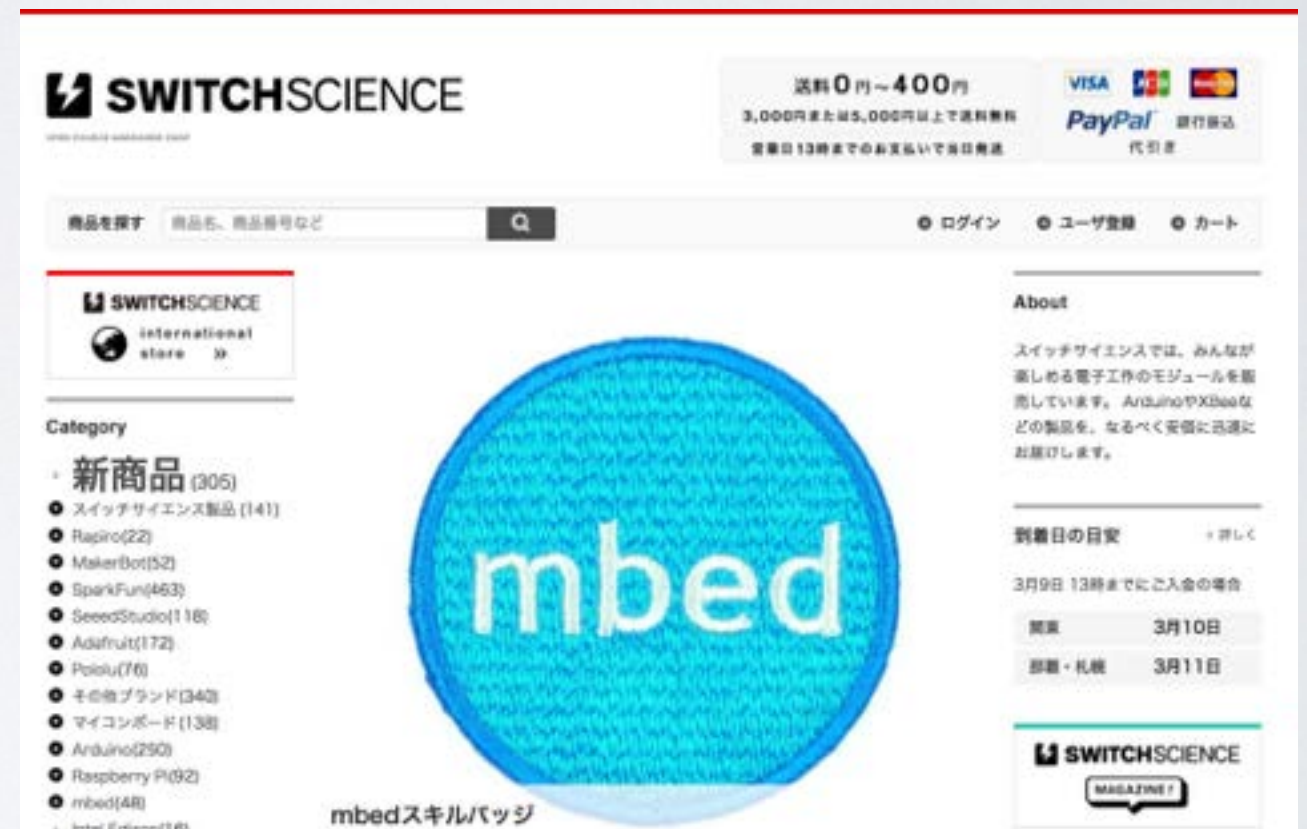 SWITCHSCIENCE
送料0円~400円
3,000円または5,000円以上で送料無料
営業日13時までのお支払いで当日発送
VISA JCB MasterCard
PayPal 銀行振込
代引き
商品を探す 商品名、商品番号など
ログイン ユーザ登録 カート
SWITCHSCIENCE
international
store »
Category
新商品 (305)
スイッチサイエンス製品 (141)
Rapiro(22)
MakerBot(52)
SparkFun(463)
SeeedStudio(118)
Adafruit(172)
Pololu(76)
その他ブランド(340)
マイコンボード(138)
Arduino(290)
Raspberry Pi(92)
mbed(48)
Intel Edison(16)
mbed
mbedスキルバッジ
About
スイッチサイエンスでは、みんなが
楽しめる電子工作のモジュールを販
売しています。ArduinoやXBeeな
どの製品を、なるべく安価に迅速に
お届けします。
到着日の目安 詳しく
3月9日 13時までにご入金の場合
関東 3月10日
那覇・札幌 3月11日
SWITCHSCIENCE
MAGAZINE!